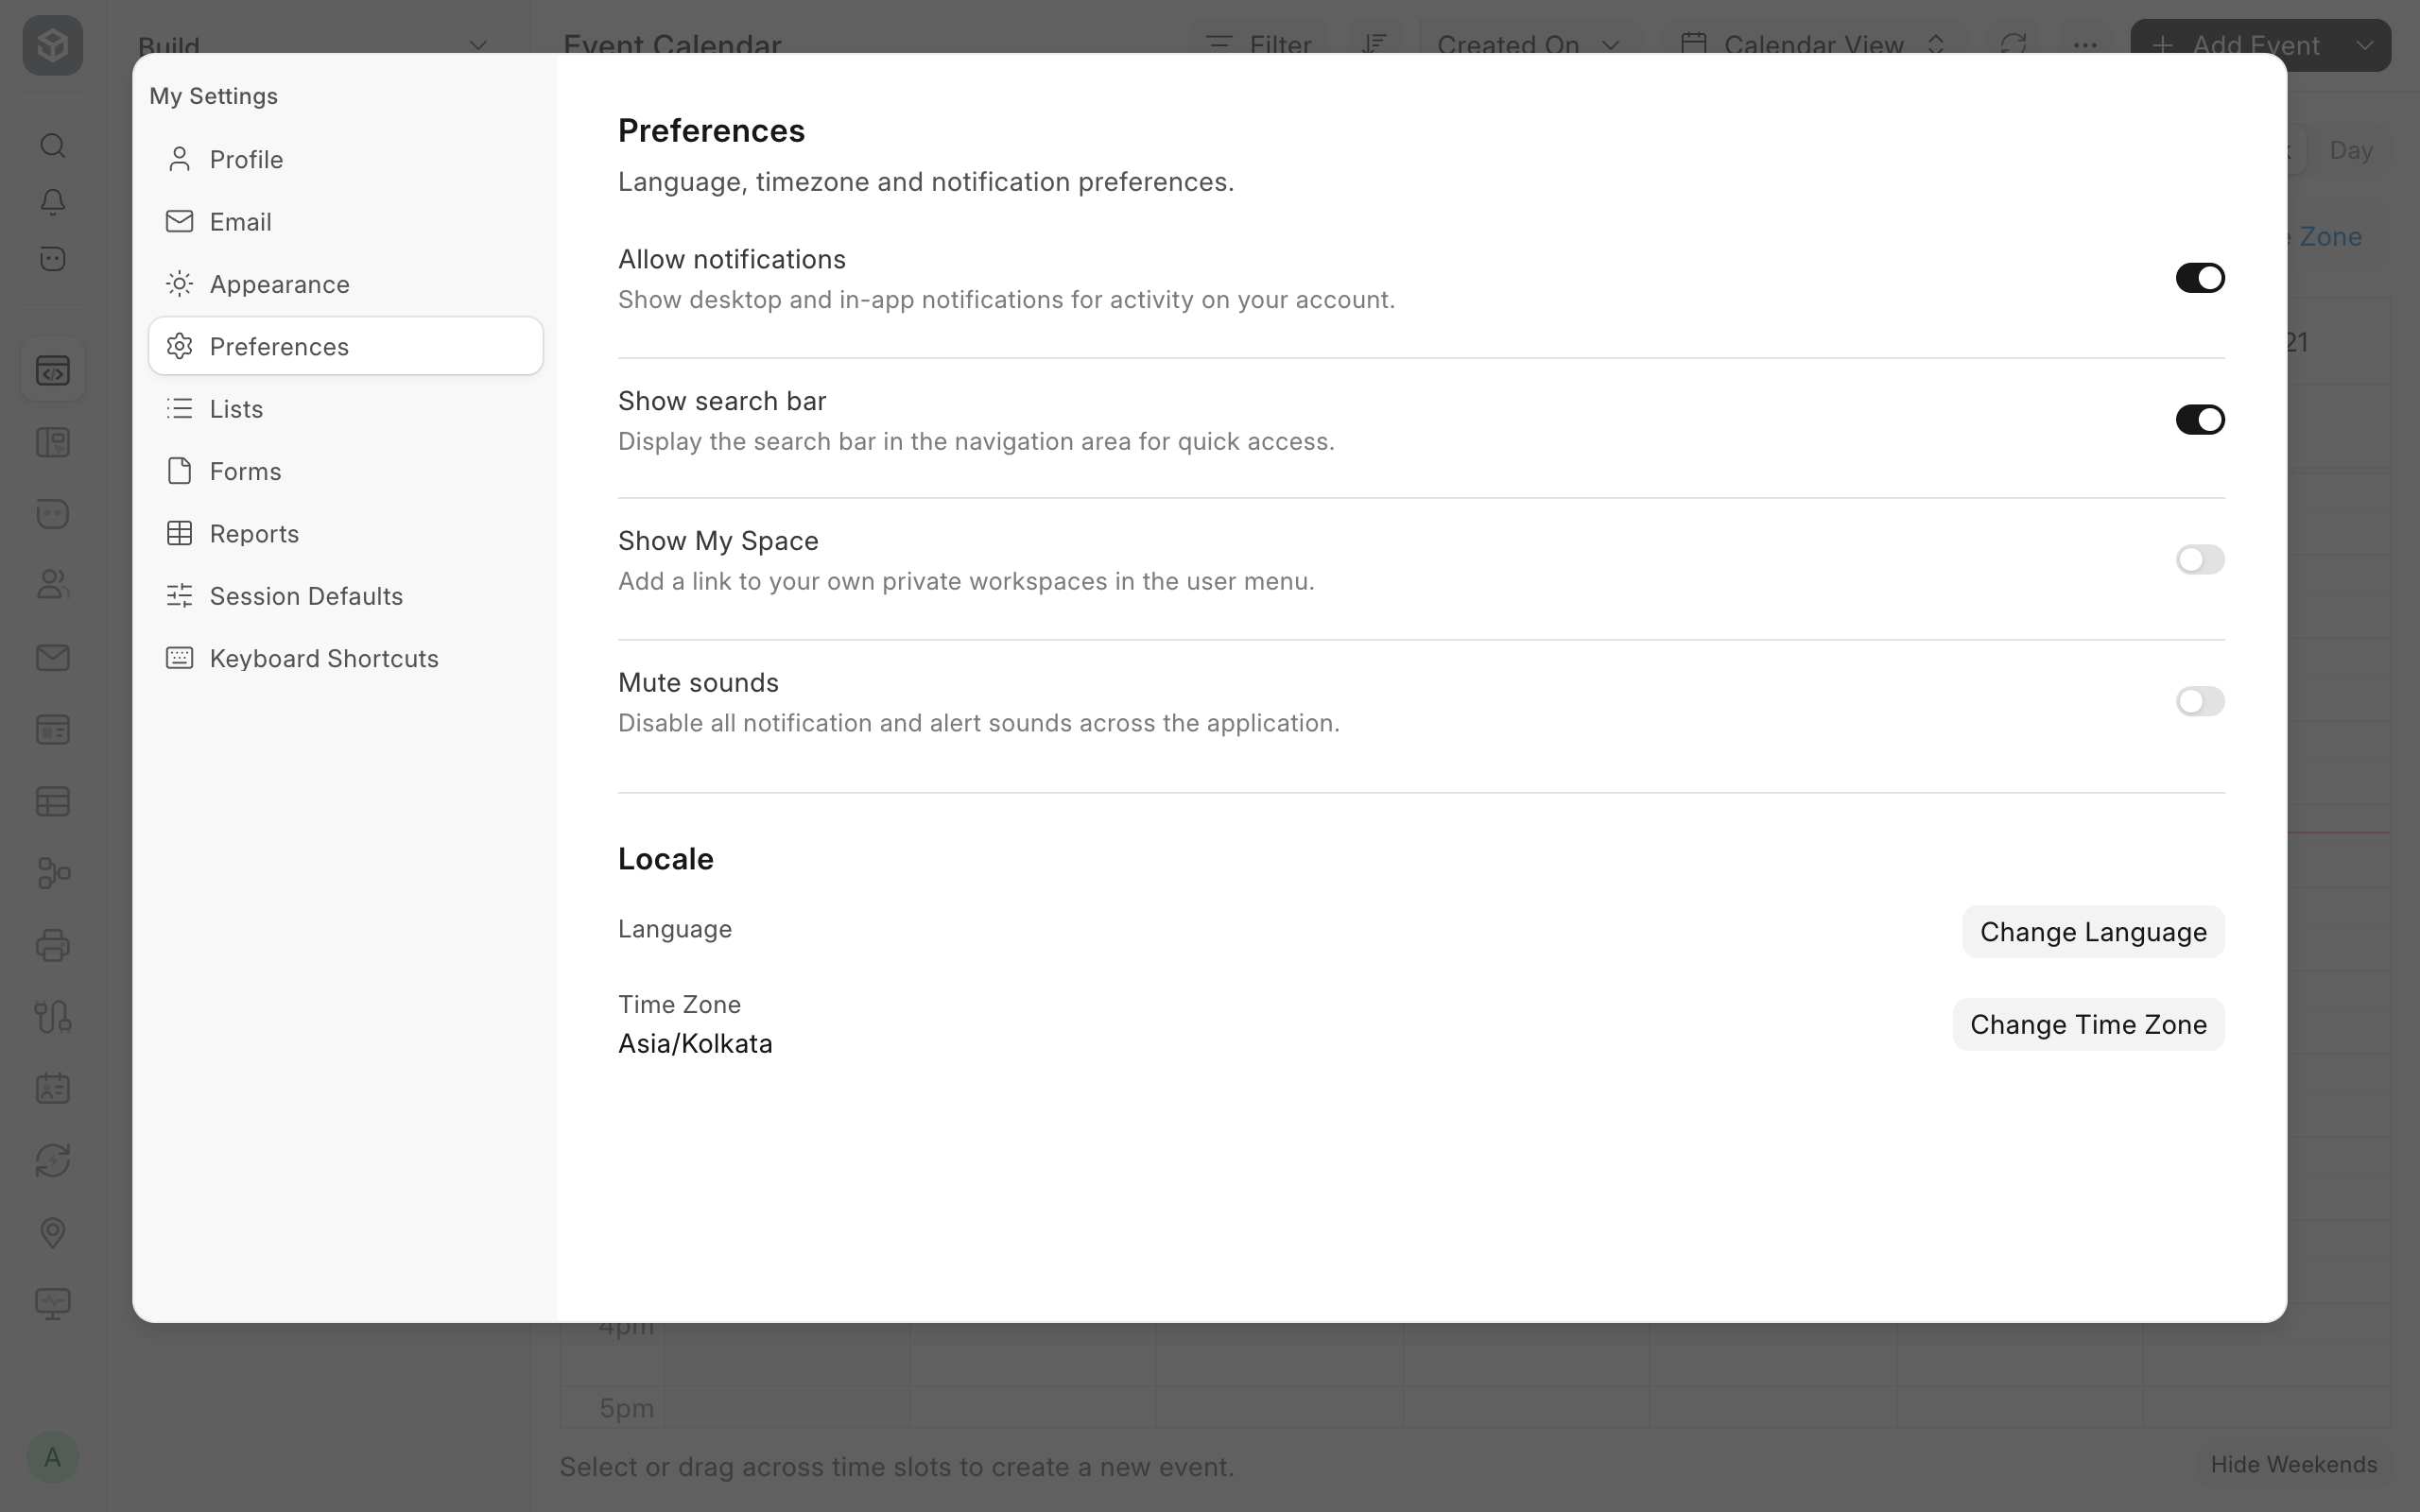 Build
Event Calendar
Filter
Created On
Calendar View
Add Event
My Settings
Profile
Email
Appearance
Preferences
Lists
Forms
Reports
Session Defaults
Keyboard Shortcuts
Preferences
Language, timezone and notification preferences.
Allow notifications
Show desktop and in-app notifications for activity on your account.
Show search bar
Display the search bar in the navigation area for quick access.
Show My Space
Add a link to your own private workspaces in the user menu.
Mute sounds
Disable all notification and alert sounds across the application.
Locale
Language
Change Language
Time Zone
Asia/Kolkata
Change Time Zone
Day
Zone
21
4pm
5pm
A
Select or drag across time slots to create a new event.
Hide Weekends